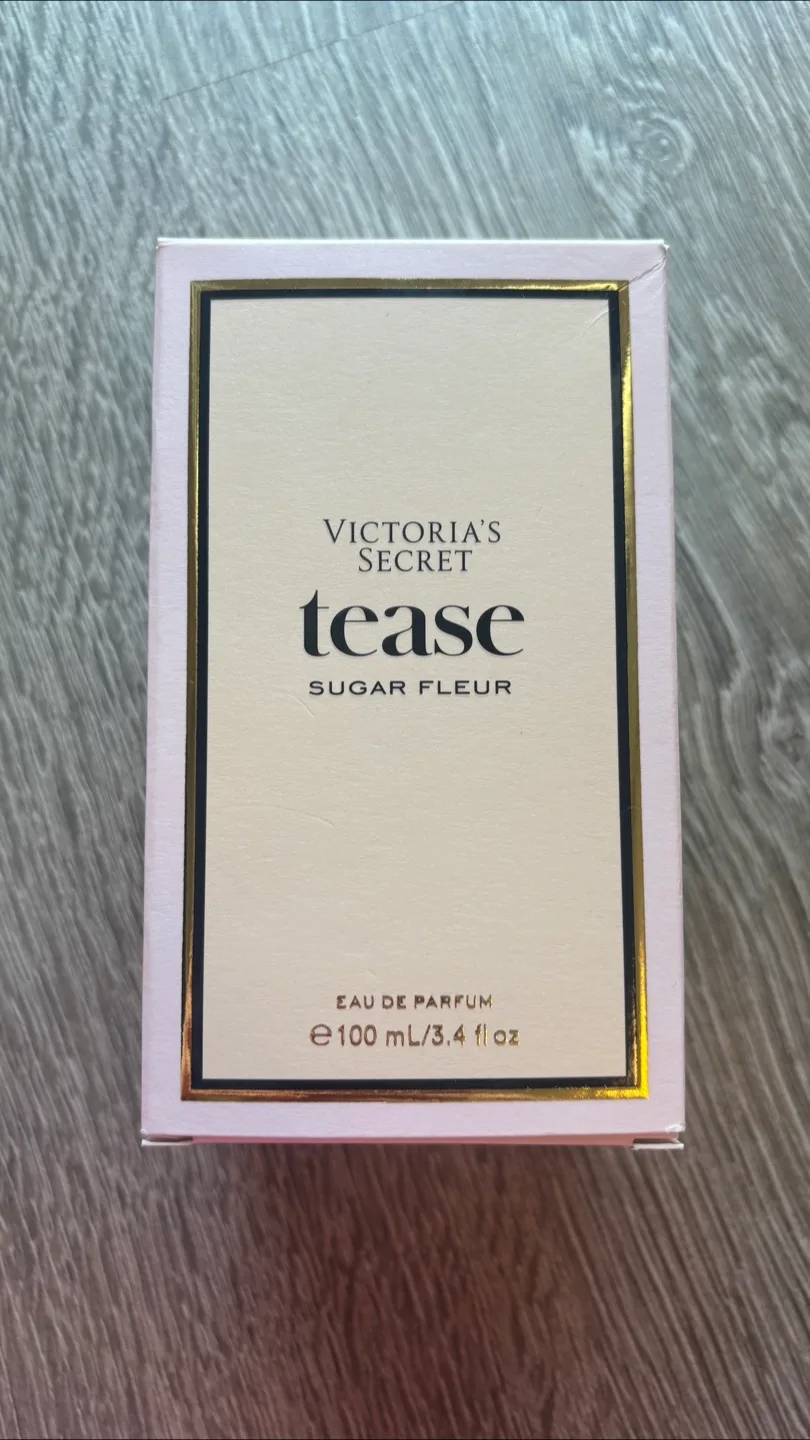 VICTORIA'S
SECRET
tease
SUGAR FLEUR
EAU DE PARFUM
℮100 mL/3.4 fl oz